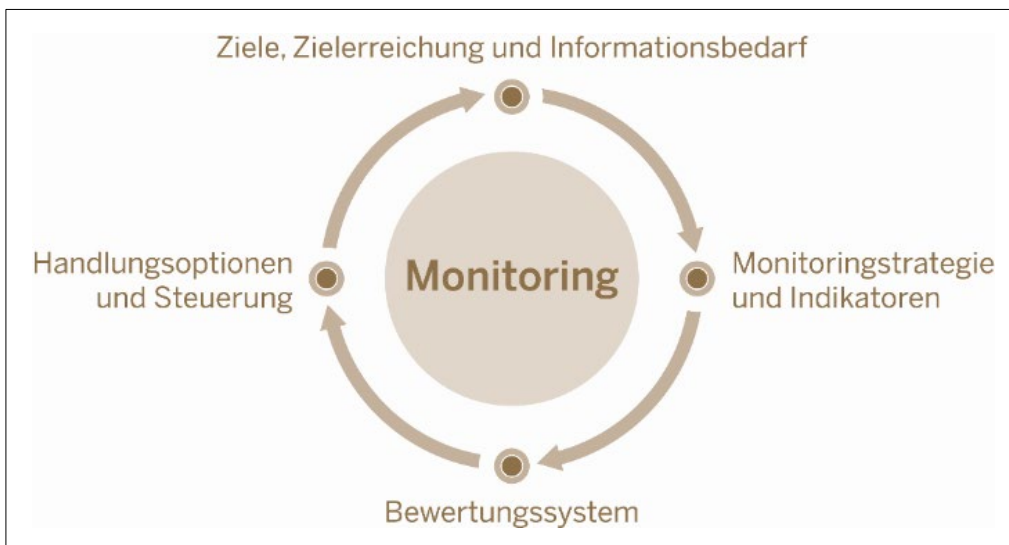 Ziele, Zielerreichung und Informationsbedarf
Handlungsoptionen
und Steuerung
Monitoring
Monitoringstrategie
und Indikatoren
Bewertungssystem